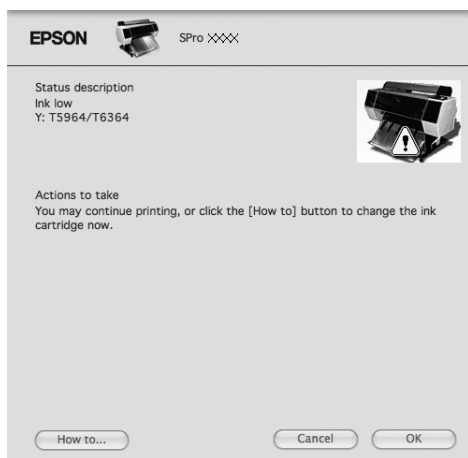 EPSON
SPro XXXX
Status description
Ink low
Y: T5964/T6364
Actions to take
You may continue printing, or click the [How to] button to change the ink
cartridge now.
How to...
Cancel
OK